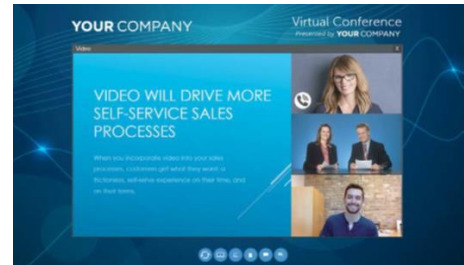 YOUR COMPANY
Virtual Conference
Presented by YOUR COMPANY
Video
X
VIDEO WILL DRIVE MORE
SELF-SERVICE SALES
PROCESSES
When you incorporate video into your sales
processes, customers get what they want: a
frictionless, self-serve experience on their time, and
on their terms.